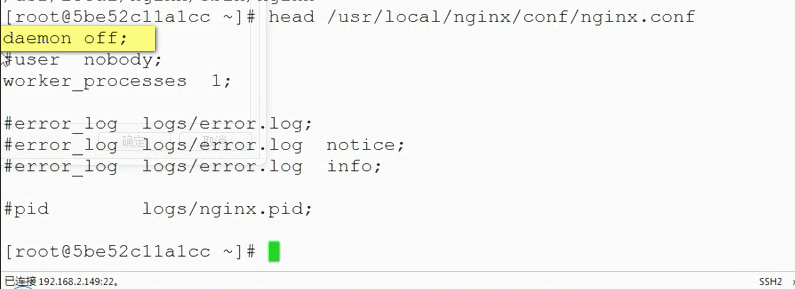 [root@5be52c11a1cc ~]# head /usr/local/nginx/conf/nginx.conf
daemon off;
#user  nobody;
worker_processes  1;
#error_log  logs/error.log;
#error_log  logs/error.log  notice;
#error_log  logs/error.log  info;
#pid        logs/nginx.pid;
[root@5be52c11a1cc ~]#
确定 取消
已连接 192.168.2.149:22。 SSH2